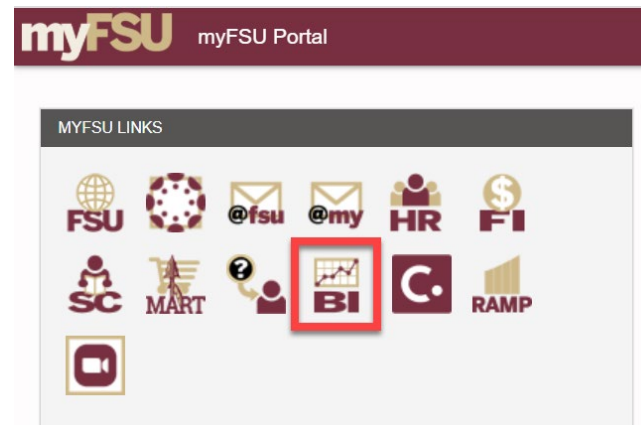 myFSU myFSU Portal
MYFSU LINKS
FSU @fsu @my HR $ FI
SC MART ? BI C. RAMP